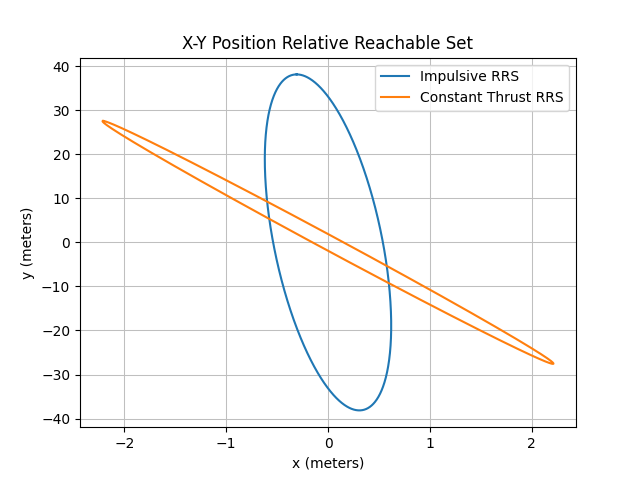 X-Y Position Relative Reachable Set
Impulsive RRS
Constant Thrust RRS
40
30
20
10
0
−10
−20
−30
−40
y (meters)
−2
−1
0
1
2
x (meters)